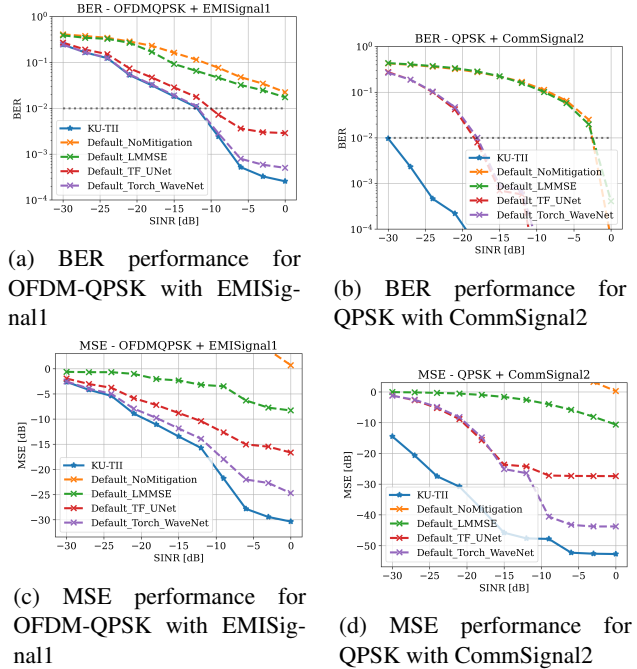 BER - OFDMQPSK + EMISignal1
10⁰
10⁻¹
10⁻²
10⁻³
10⁻⁴
BER
KU-TII
Default_NoMitigation
Default_LMMSE
Default_TF_UNet
Default_Torch_WaveNet
−30 −25 −20 −15 −10 −5 0
SINR [dB]
(a) BER performance for
OFDM-QPSK with EMISig-
nal1
BER - QPSK + CommSignal2
10⁰
10⁻¹
10⁻²
10⁻³
10⁻⁴
BER
KU-TII
Default_NoMitigation
Default_LMMSE
Default_TF_UNet
Default_Torch_WaveNet
−30 −25 −20 −15 −10 −5 0
SINR [dB]
(b) BER performance for
QPSK with CommSignal2
MSE - OFDMQPSK + EMISignal1
0
−5
−10
−15
−20
−25
−30
MSE [dB]
KU-TII
Default_NoMitigation
Default_LMMSE
Default_TF_UNet
Default_Torch_WaveNet
−30 −25 −20 −15 −10 −5 0
SINR [dB]
(c) MSE performance for
OFDM-QPSK with EMISig-
nal1
MSE - QPSK + CommSignal2
0
−10
−20
−30
−40
−50
MSE [dB]
KU-TII
Default_NoMitigation
Default_LMMSE
Default_TF_UNet
Default_Torch_WaveNet
−30 −25 −20 −15 −10 −5 0
SINR [dB]
(d) MSE performance for
QPSK with CommSignal2